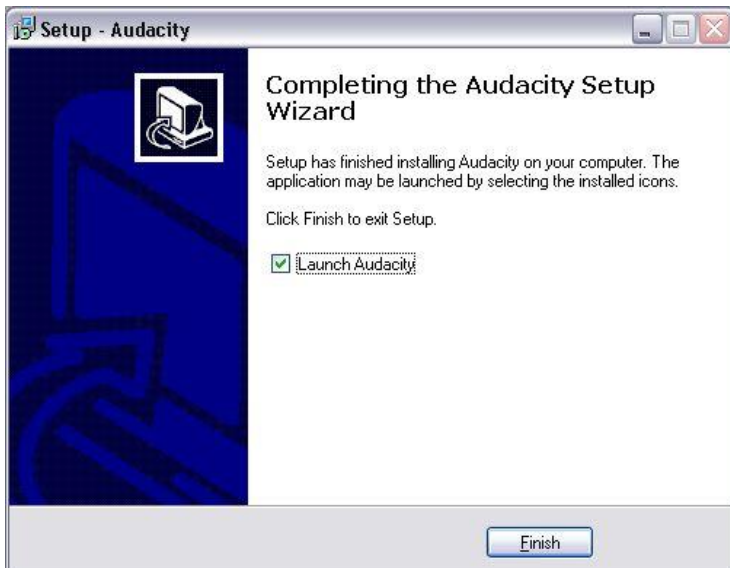 Setup - Audacity
Completing the Audacity Setup
Wizard
Setup has finished installing Audacity on your computer. The
application may be launched by selecting the installed icons.
Click Finish to exit Setup.
Launch Audacity
Finish